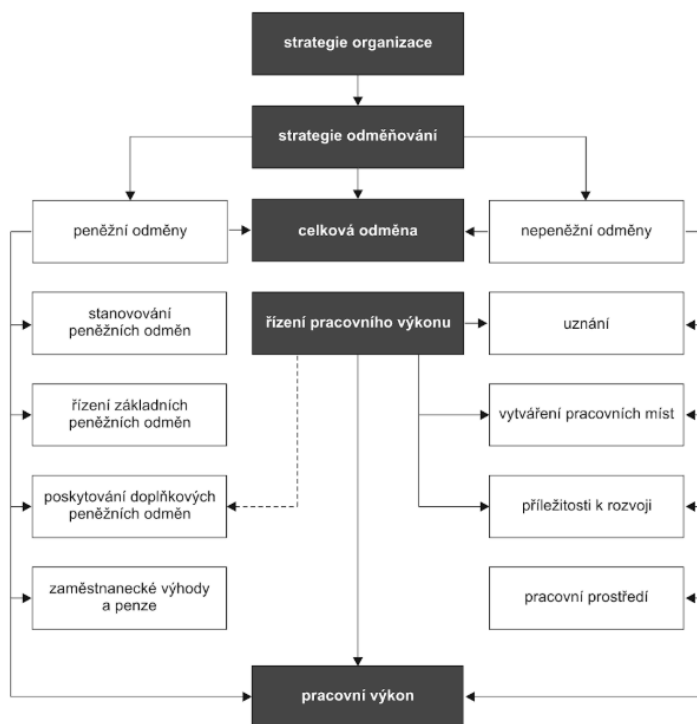 strategie organizace
strategie odměňování
peněžní odměny
celková odměna
nepeněžní odměny
stanovování
peněžních odměn
řízení pracovního výkonu
uznání
řízení základních
peněžních odměn
vytváření pracovních míst
poskytování doplňkových
peněžních odměn
příležitosti k rozvoji
zaměstnanecké výhody
a penze
pracovní prostředí
pracovní výkon